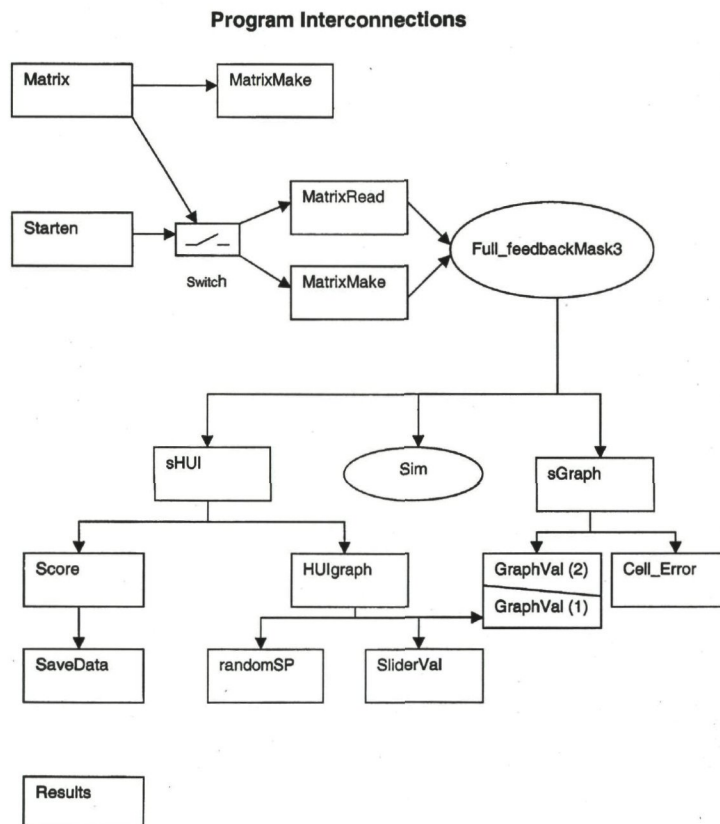 Program Interconnections
Matrix
MatrixMake
MatrixRead
Starten
Full_feedbackMask3
Switch
MatrixMake
sHUI
Sim
sGraph
Score
HUIgraph
GraphVal (2)
Cell_Error
GraphVal (1)
SaveData
randomSP
SliderVal
Results